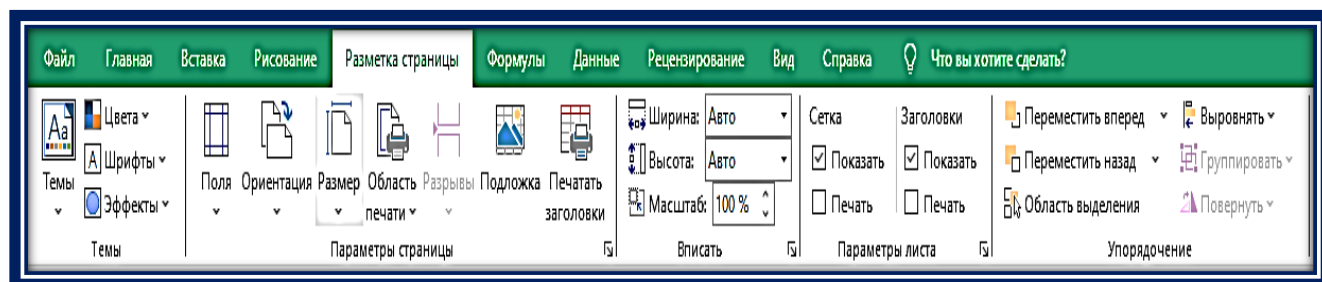 Файл Главная Вставка Рисование Разметка страницы Формулы Данные Рецензирование Вид Справка Что вы хотите сделать?
Aa Цвета
А Шрифты
Эффекты
Темы
Темы
Поля Ориентация Размер Область печати Разрывы Подложка Печатать заголовки
Параметры страницы
Ширина: Авто
Высота: Авто
Масштаб: 100 %
Вписать
Сетка Заголовки
Показать Показать
Печать Печать
Параметры листа
Переместить вперед Выровнять
Переместить назад Группировать
Область выделения Повернуть
Упорядочение